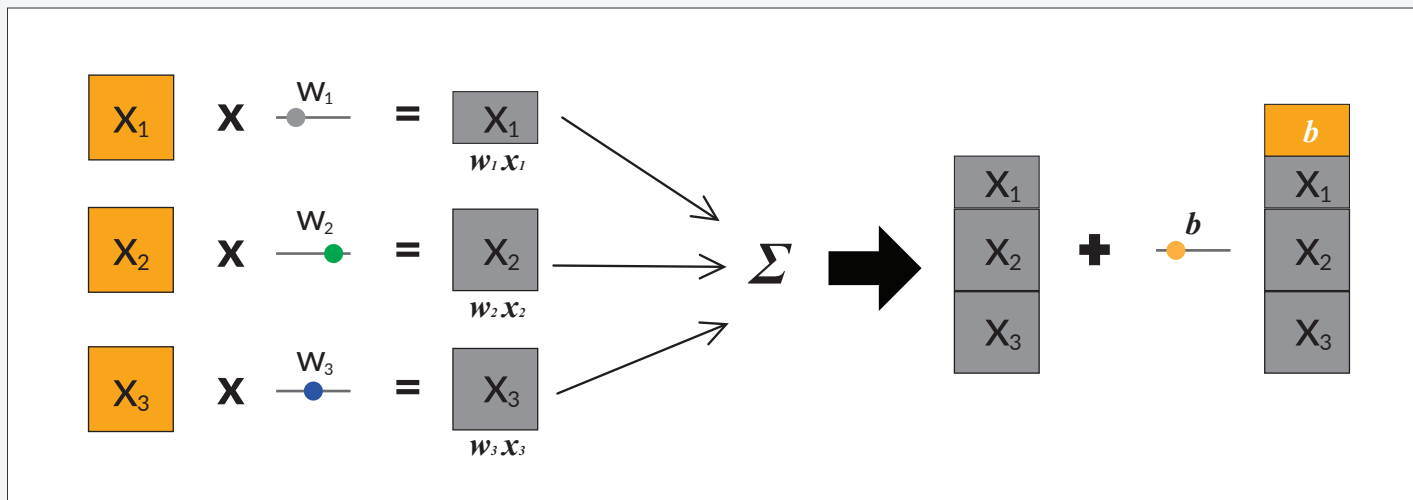 X₁ x W₁ = X₁
w₁x₁
X₂ x W₂ = X₂
w₂x₂
X₃ x W₃ = X₃
w₃x₃
Σ
X₁
X₂
X₃
+
b
b
X₁
X₂
X₃